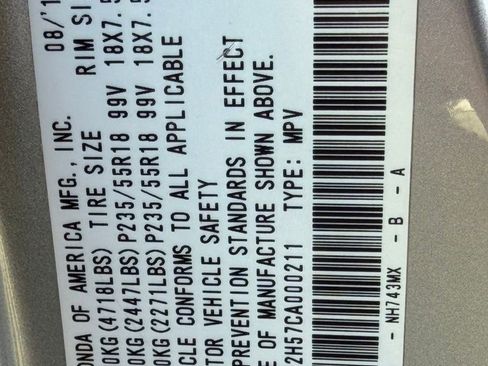 ONDA OF AMERICA MFG., INC. 08/'1
0KG(4718LBS) TIRE SIZE RIM SI
0KG(2447LBS)P235/55R18 99V 18X7.5
0KG(2271LBS)P235/55R18 99V 18X7.5
CLE CONFORMS TO ALL APPLICABLE
TOR VEHICLE SAFETY
PREVENTION STANDARDS IN EFFECT
E OF MANUFACTURE SHOWN ABOVE.
2H57CA000211 TYPE: MPV
- NH743MX - B - A